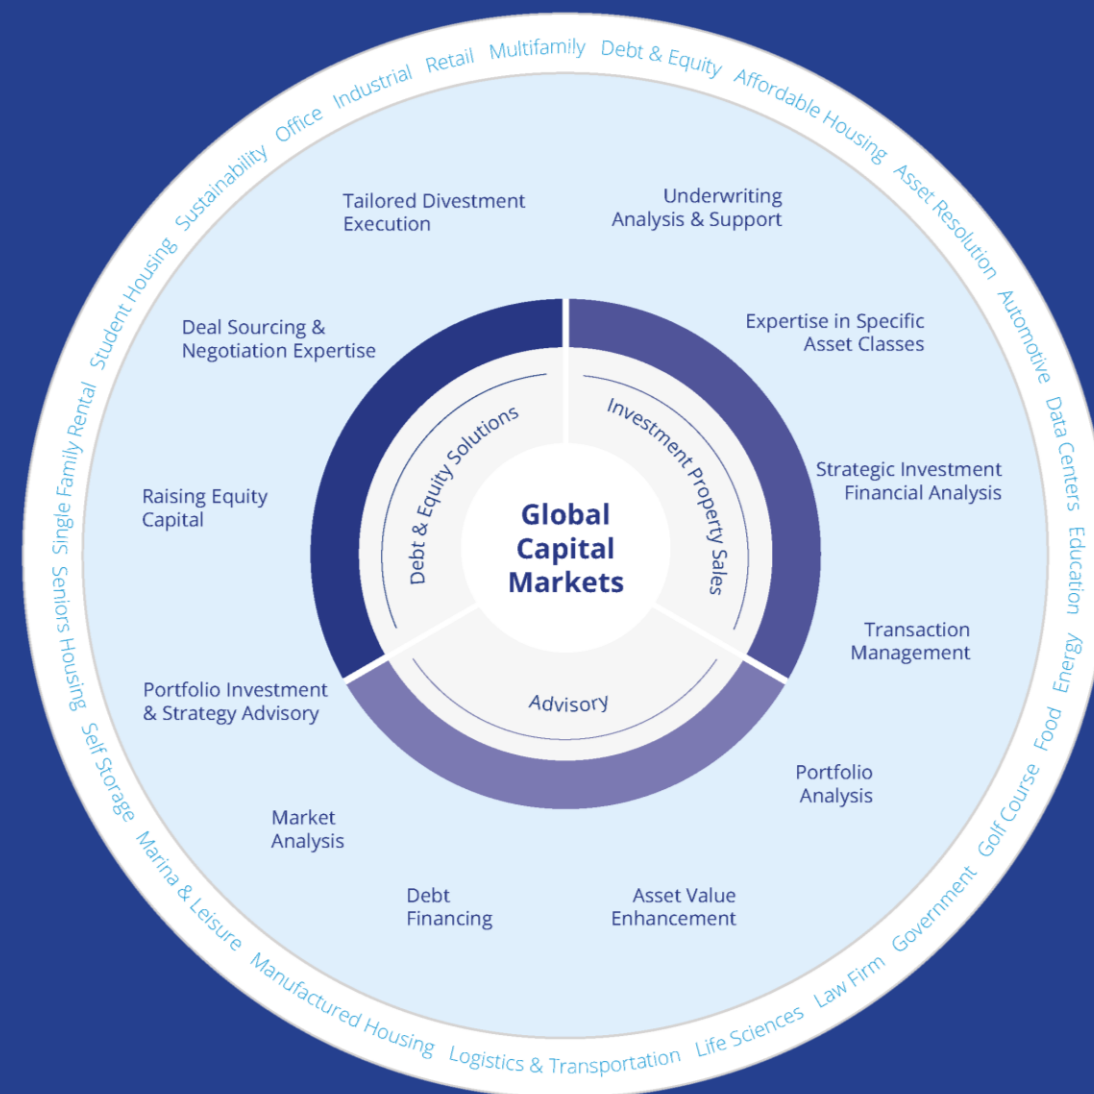 Multifamily
Debt & Equity
Affordable Housing
Asset Resolution
Automotive
Data Centers
Education
Energy
Food
Golf Course
Government
Law Firm
Life Sciences
Logistics & Transportation
Manufactured Housing
Marina & Leisure
Self Storage
Seniors Housing
Single Family Rental
Student Housing
Sustainability
Office
Industrial
Retail
Tailored Divestment
Execution
Underwriting
Analysis & Support
Deal Sourcing &
Negotiation Expertise
Expertise in Specific
Asset Classes
Raising Equity
Capital
Strategic Investment
Financial Analysis
Transaction
Management
Portfolio Investment
& Strategy Advisory
Portfolio
Analysis
Market
Analysis
Debt
Financing
Asset Value
Enhancement
Debt & Equity Solutions
Investment Property Sales
Advisory
Global
Capital
Markets